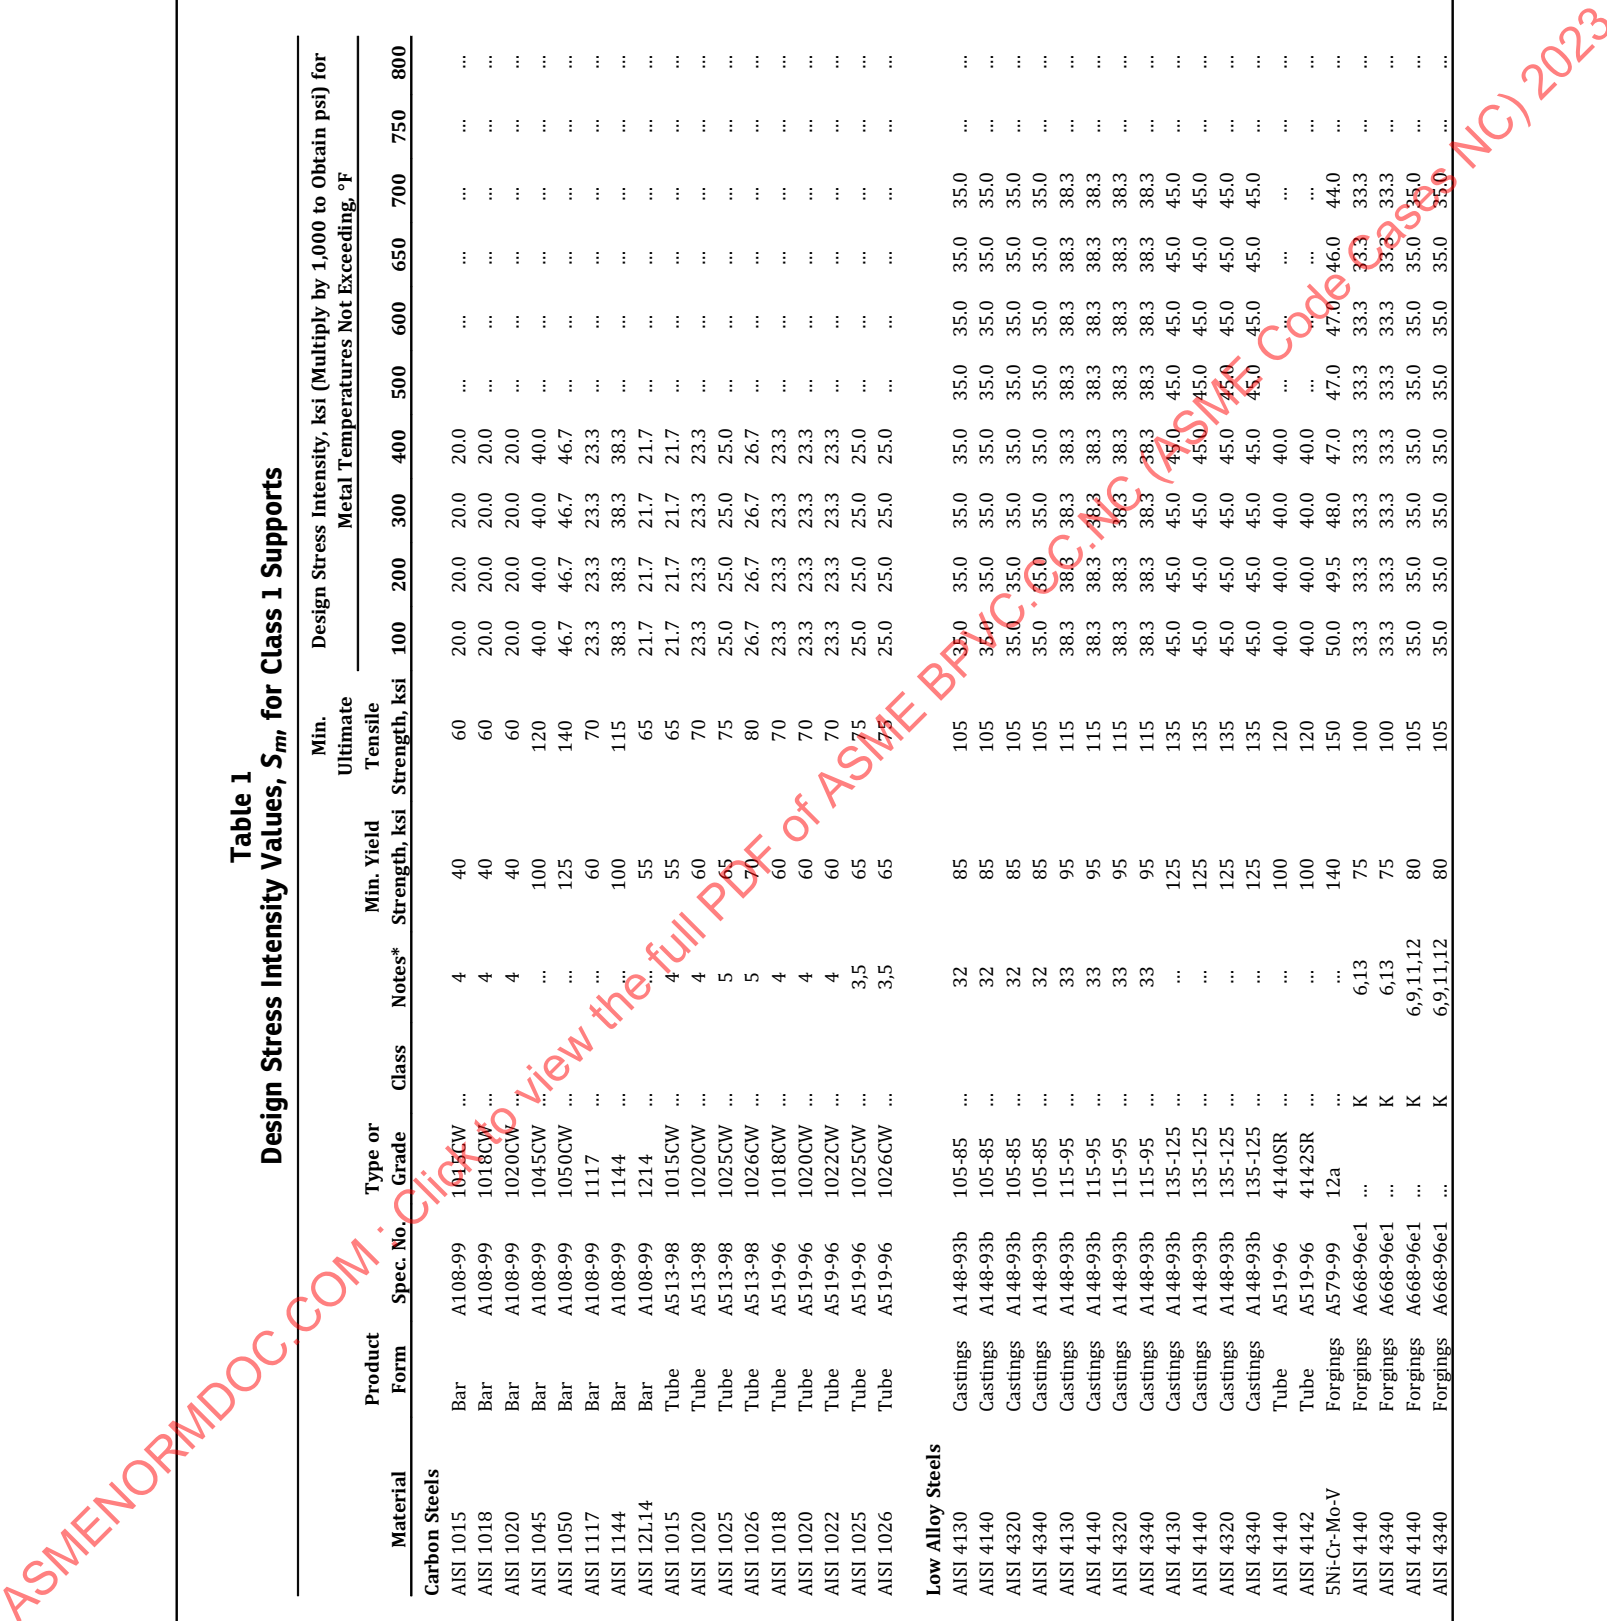 Table 1
Design Stress Intensity Values, Sm, for Class 1 Supports
Material Product Form Spec. No. Type or Grade Class Notes* Min. Yield Strength, ksi Min. Ultimate Tensile Strength, ksi Design Stress Intensity, ksi (Multiply by 1,000 to Obtain psi) for Metal Temperatures Not Exceeding, °F
100 200 300 400 500 600 650 700 750 800
Carbon Steels
AISI 1015 Bar A108-99 1015CW ... 4 40 60 20.0 20.0 20.0 20.0 ... ... ... ... ... ...
AISI 1018 Bar A108-99 1018CW ... 4 40 60 20.0 20.0 20.0 20.0 ... ... ... ... ... ...
AISI 1020 Bar A108-99 1020CW ... 4 40 60 20.0 20.0 20.0 20.0 ... ... ... ... ... ...
AISI 1045 Bar A108-99 1045CW ... ... 100 120 40.0 40.0 40.0 40.0 ... ... ... ... ... ...
AISI 1050 Bar A108-99 1050CW ... ... 125 140 46.7 46.7 46.7 46.7 ... ... ... ... ... ...
AISI 1117 Bar A108-99 1117 ... ... 60 70 23.3 23.3 23.3 23.3 ... ... ... ... ... ...
AISI 1144 Bar A108-99 1144 ... ... 100 115 38.3 38.3 38.3 38.3 ... ... ... ... ... ...
AISI 12L14 Bar A108-99 1214 ... ... 55 65 21.7 21.7 21.7 21.7 ... ... ... ... ... ...
AISI 1015 Tube A513-98 1015CW ... 4 55 65 21.7 21.7 21.7 21.7 ... ... ... ... ... ...
AISI 1020 Tube A513-98 1020CW ... 4 60 70 23.3 23.3 23.3 23.3 ... ... ... ... ... ...
AISI 1025 Tube A513-98 1025CW ... 5 65 75 25.0 25.0 25.0 25.0 ... ... ... ... ... ...
AISI 1026 Tube A513-98 1026CW ... 5 70 80 26.7 26.7 26.7 26.7 ... ... ... ... ... ...
AISI 1018 Tube A519-96 1018CW ... 4 60 70 23.3 23.3 23.3 23.3 ... ... ... ... ... ...
AISI 1020 Tube A519-96 1020CW ... 4 60 70 23.3 23.3 23.3 23.3 ... ... ... ... ... ...
AISI 1022 Tube A519-96 1022CW ... 4 60 70 23.3 23.3 23.3 23.3 ... ... ... ... ... ...
AISI 1025 Tube A519-96 1025CW ... 3,5 65 75 25.0 25.0 25.0 25.0 ... ... ... ... ... ...
AISI 1026 Tube A519-96 1026CW ... 3,5 65 75 25.0 25.0 25.0 25.0 ... ... ... ... ... ...
Low Alloy Steels
AISI 4130 Castings A148-93b 105-85 ... 32 85 105 35.0 35.0 35.0 35.0 35.0 35.0 35.0 35.0 ... ...
AISI 4140 Castings A148-93b 105-85 ... 32 85 105 35.0 35.0 35.0 35.0 35.0 35.0 35.0 35.0 ... ...
AISI 4320 Castings A148-93b 105-85 ... 32 85 105 35.0 35.0 35.0 35.0 35.0 35.0 35.0 35.0 ... ...
AISI 4340 Castings A148-93b 105-85 ... 32 85 105 35.0 35.0 35.0 35.0 35.0 35.0 35.0 35.0 ... ...
AISI 4130 Castings A148-93b 115-95 ... 33 95 115 38.3 38.3 38.3 38.3 38.3 38.3 38.3 38.3 ... ...
AISI 4140 Castings A148-93b 115-95 ... 33 95 115 38.3 38.3 38.3 38.3 38.3 38.3 38.3 38.3 ... ...
AISI 4320 Castings A148-93b 115-95 ... 33 95 115 38.3 38.3 38.3 38.3 38.3 38.3 38.3 38.3 ... ...
AISI 4340 Castings A148-93b 115-95 ... 33 95 115 38.3 38.3 38.3 38.3 38.3 38.3 38.3 38.3 ... ...
AISI 4130 Castings A148-93b 135-125 ... ... 125 135 45.0 45.0 45.0 45.0 45.0 45.0 45.0 45.0 ... ...
AISI 4140 Castings A148-93b 135-125 ... ... 125 135 45.0 45.0 45.0 45.0 45.0 45.0 45.0 45.0 ... ...
AISI 4320 Castings A148-93b 135-125 ... ... 125 135 45.0 45.0 45.0 45.0 45.0 45.0 45.0 45.0 ... ...
AISI 4340 Castings A148-93b 135-125 ... ... 125 135 45.0 45.0 45.0 45.0 45.0 45.0 45.0 45.0 ... ...
AISI 4140 Tube A519-96 4140SR ... ... 100 120 40.0 40.0 40.0 40.0 ... ... ... ... ... ...
AISI 4142 Tube A519-96 4142SR ... ... 100 120 40.0 40.0 40.0 40.0 ... ... ... ... ... ...
5Ni-Cr-Mo-V Forgings A579-99 12a ... ... 140 150 50.0 49.5 48.0 47.0 47.0 47.0 46.0 44.0 ... ...
AISI 4140 Forgings A668-96e1 ... K 6,13 75 100 33.3 33.3 33.3 33.3 33.3 33.3 33.3 33.3 ... ...
AISI 4340 Forgings A668-96e1 ... K 6,13 75 100 33.3 33.3 33.3 33.3 33.3 33.3 33.3 33.3 ... ...
AISI 4140 Forgings A668-96e1 ... K 6,9,11,12 80 105 35.0 35.0 35.0 35.0 35.0 35.0 35.0 35.0 ... ...
AISI 4340 Forgings A668-96e1 ... K 6,9,11,12 80 105 35.0 35.0 35.0 35.0 35.0 35.0 35.0 35.0 ... ...
ASMENORMDOC.COM : Click to view the full PDF of ASME BPVC.CC.NC (ASME Code Cases NC) 2023